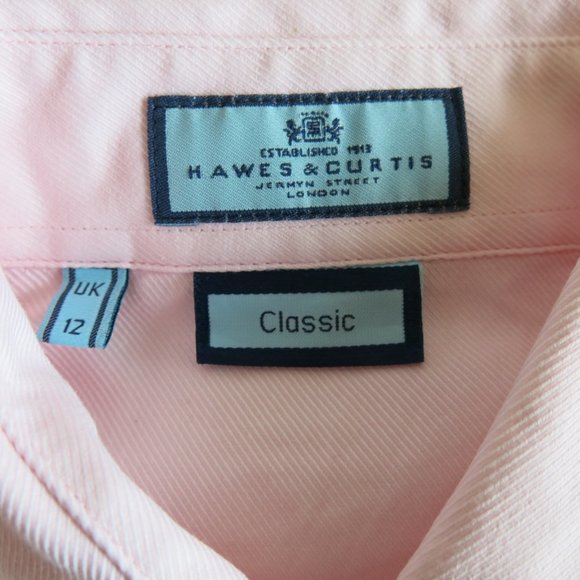 ESTABLISHED 1913
HAWES & CURTIS
JERMYN STREET
LONDON
UK
12
Classic